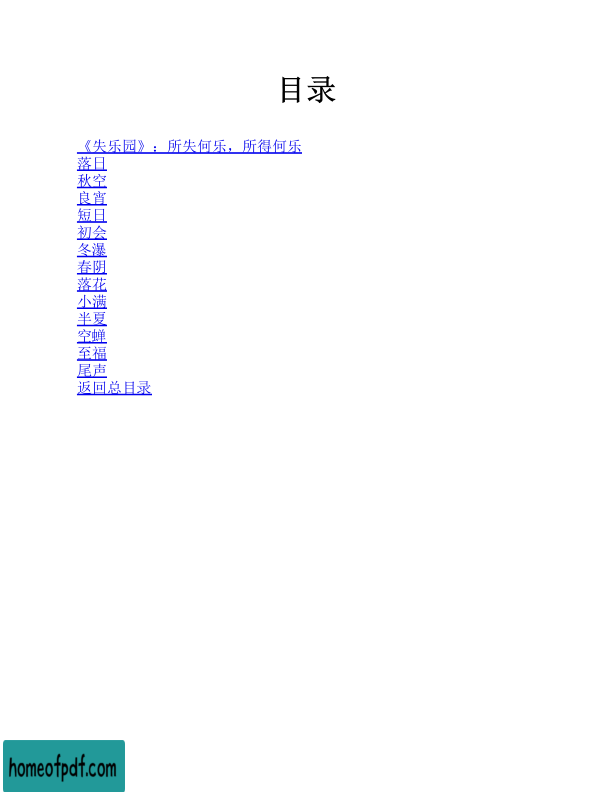 目录
《失乐园》：所失何乐，所得何乐
落日
秋空
良宵
短日
初会
冬瀑
春阴
落花
小满
半夏
空蝉
至福
尾声
返回总目录
homeofpdf.com